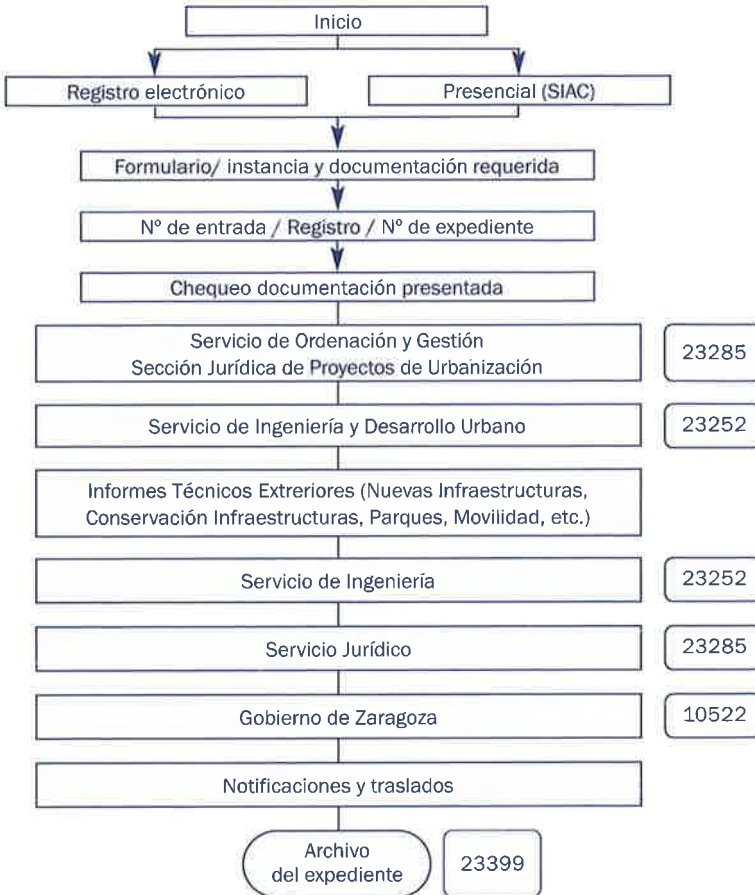 Inicio
Registro electrónico
Presencial (SIAC)
Formulario/ instancia y documentación requerida
Nº de entrada / Registro / Nº de expediente
Chequeo documentación presentada
Servicio de Ordenación y Gestión
Sección Jurídica de Proyectos de Urbanización
23285
Servicio de Ingeniería y Desarrollo Urbano
23252
Informes Técnicos Extreriores (Nuevas Infraestructuras,
Conservación Infraestructuras, Parques, Moviiidad, etc.)
Servicio de Ingeniería
23252
Servicio Jurídico
23285
Gobierno de Zaragoza
10522
Notificaciones y traslados
Archivo
del expediente
23399